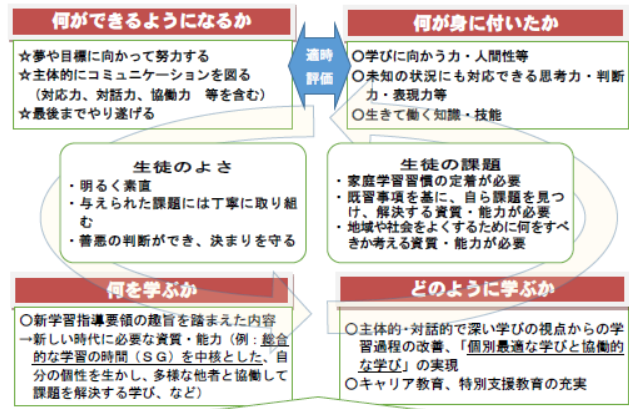 何ができるようになるか
☆夢や目標に向かって努力する
☆主体的にコミュニケーションを図る
（対応力、対話力、協働力　等を含む）
☆最後までやり遂げる
適時
評価
何が身に付いたか
○学びに向かう力・人間性等
○未知の状況にも対応できる思考力・判断
力・表現力等
○生きて働く知識・技能
生徒のよさ
・明るく素直
・与えられた課題には丁寧に取り組
む
・善悪の判断ができ、決まりを守る
生徒の課題
・家庭学習習慣の定着が必要
・既習事項を基に、自ら課題を見つ
け、解決する資質・能力が必要
・地域や社会をよくするために何をすべ
きか考える資質・能力が必要
何を学ぶか
○新学習指導要領の趣旨を踏まえた内容
→新しい時代に必要な資質・能力（例：総合
的な学習の時間（ＳＧ）を中核とした、自
分の個性を生かし、多様な他者と協働して
課題を解決する学び、など）
どのように学ぶか
○主体的・対話的で深い学びの視点からの学
習過程の改善、「個別最適な学びと協働的
な学び」の実現
○キャリア教育、特別支援教育の充実